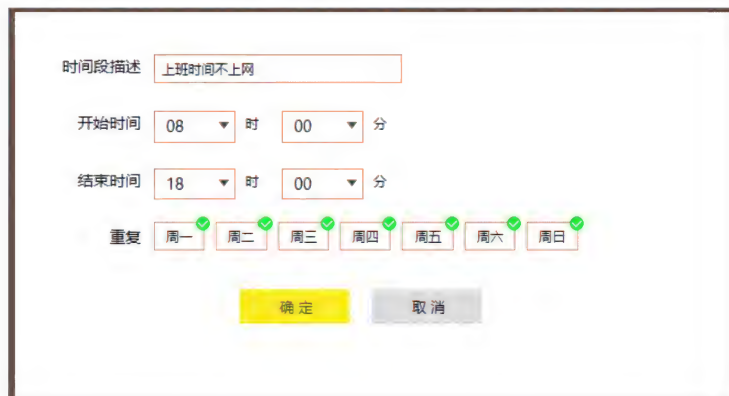 时间段描述 上班时间不上网
开始时间 08 时 00 分
结束时间 18 时 00 分
重复 周一 周二 周三 周四 周五 周六 周日
确定 取消